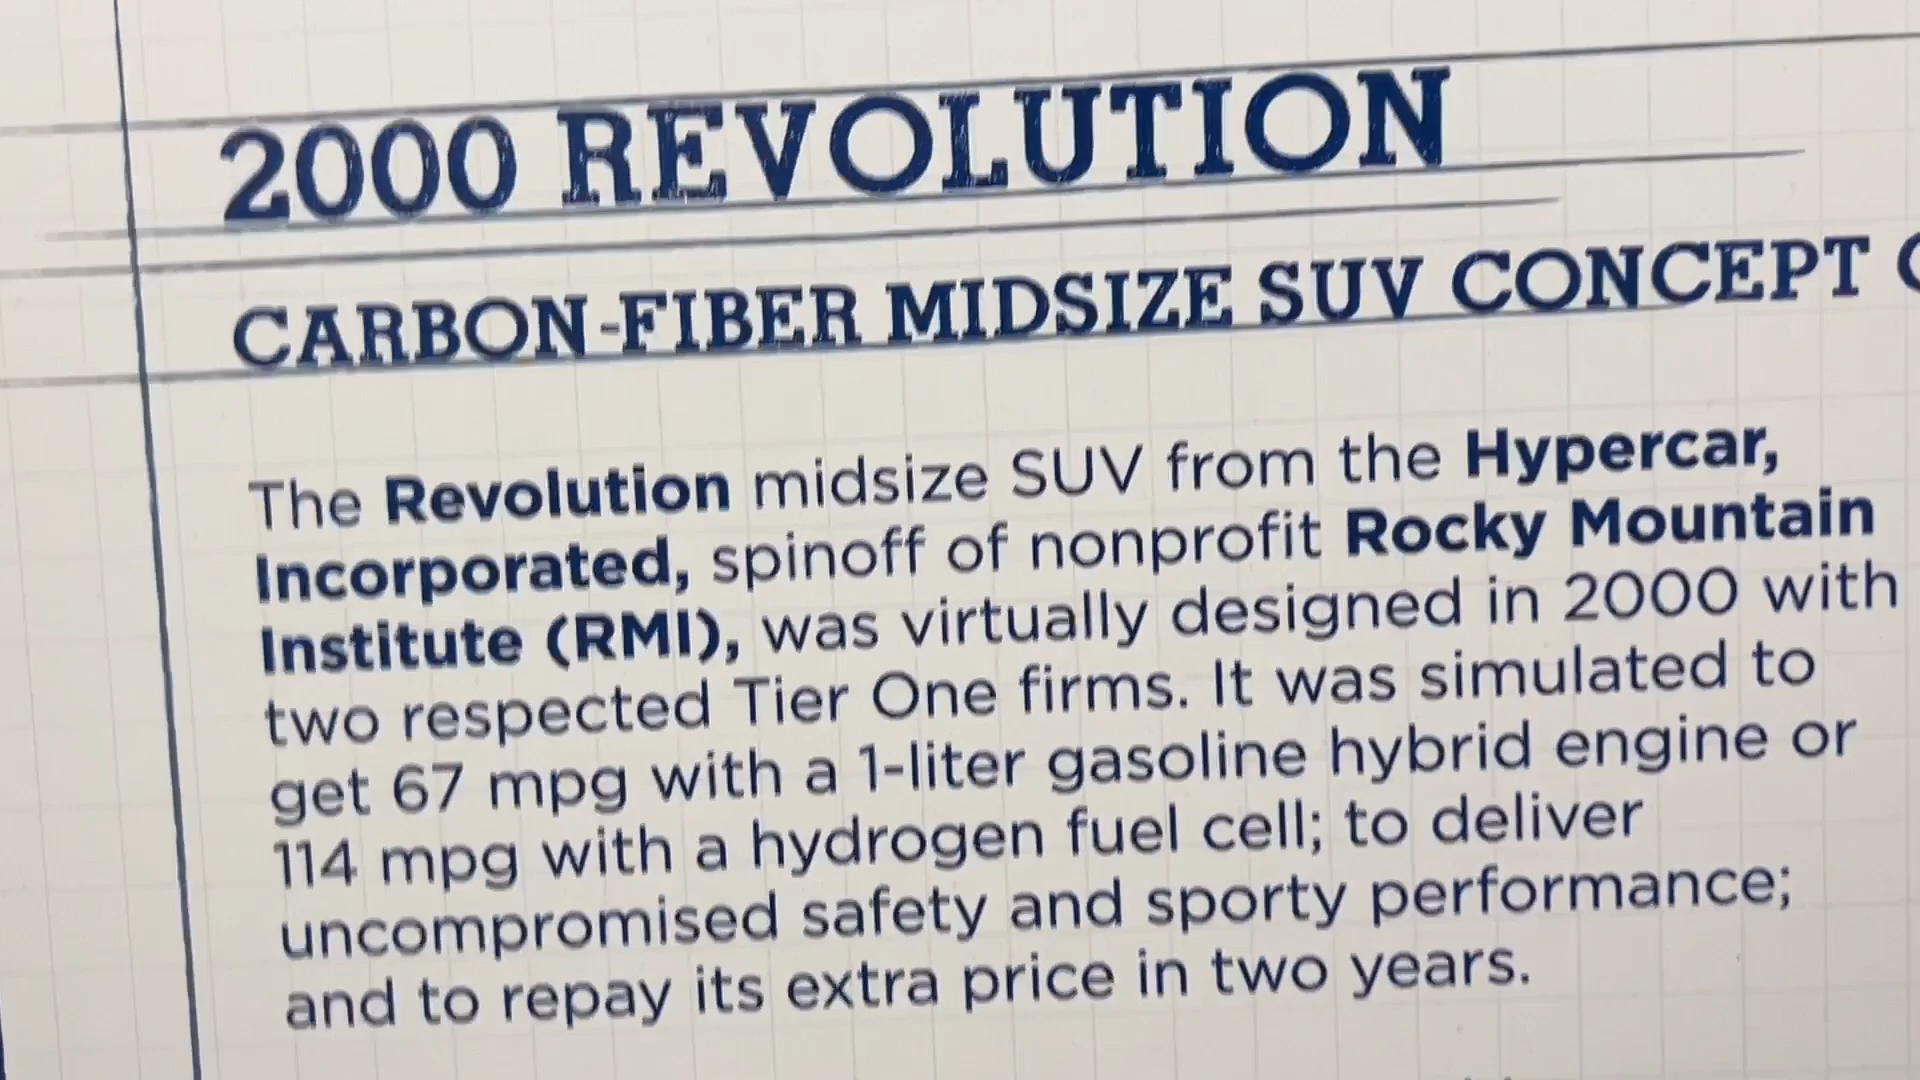 2000 REVOLUTION
CARBON-FIBER MIDSIZE SUV CONCEPT
The Revolution midsize SUV from the Hypercar,
Incorporated, spinoff of nonprofit Rocky Mountain
Institute (RMI), was virtually designed in 2000 with
two respected Tier One firms. It was simulated to
get 67 mpg with a 1-liter gasoline hybrid engine or
114 mpg with a hydrogen fuel cell; to deliver
uncompromised safety and sporty performance;
and to repay its extra price in two years.